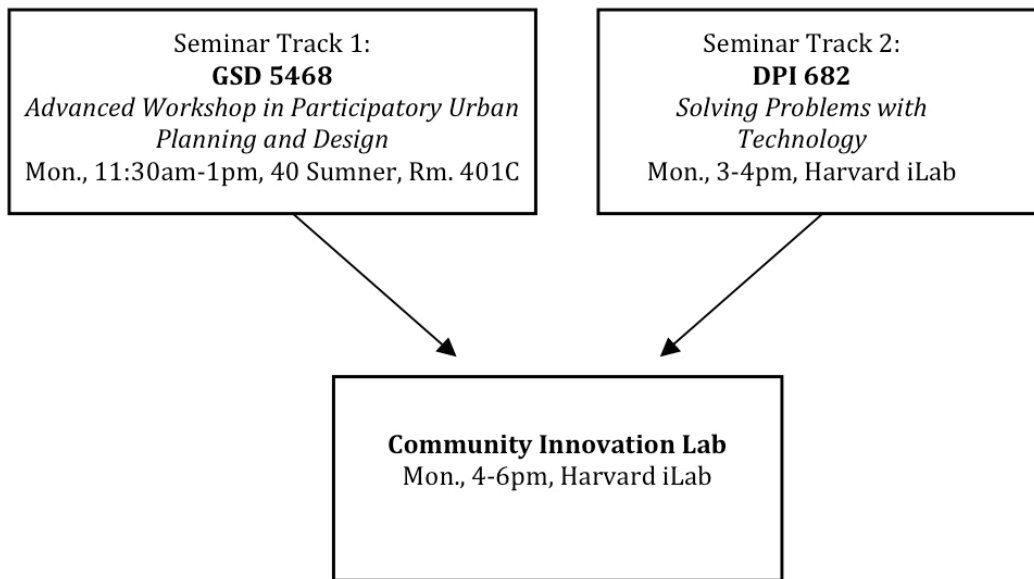 Seminar Track 1:
GSD 5468
Advanced Workshop in Participatory Urban
Planning and Design
Mon., 11:30am-1pm, 40 Sumner, Rm. 401C
Seminar Track 2:
DPI 682
Solving Problems with
Technology
Mon., 3-4pm, Harvard iLab
Community Innovation Lab
Mon., 4-6pm, Harvard iLab